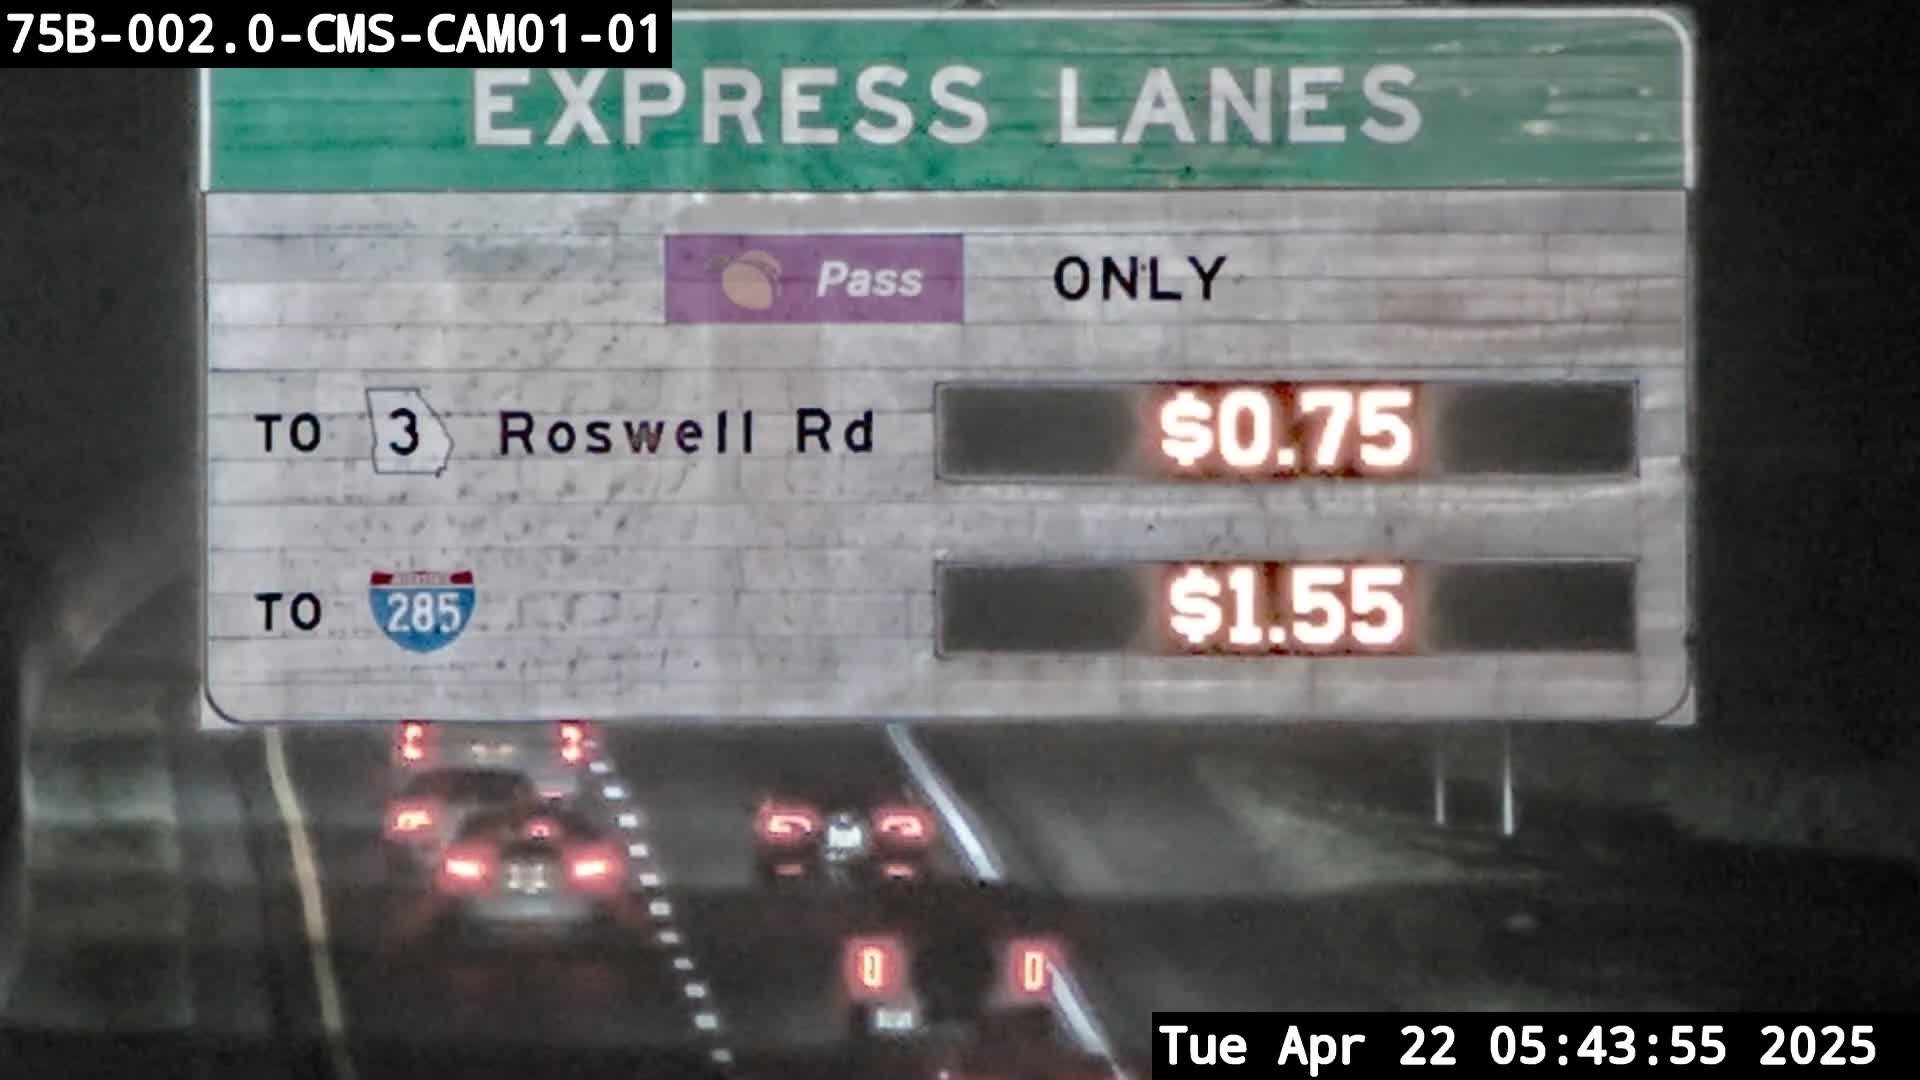 75B-002.0-CMS-CAM01-01
EXPRESS LANES
Pass ONLY
TO 3 Roswell Rd $0.75
TO 285 $1.55
Tue Apr 22 05:43:55 2025